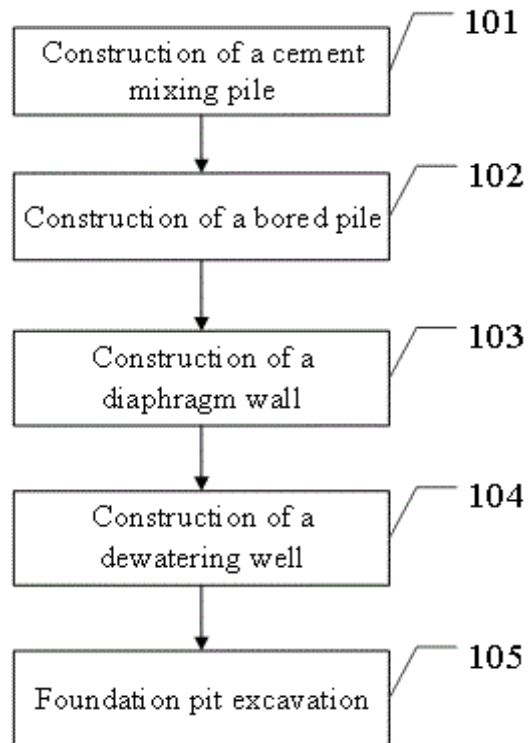 101
Construction of a cement
mixing pile
102
Construction of a bored pile
103
Construction of a
diaphragm wall
104
Construction of a
dewatering well
105
Foundation pit excavation